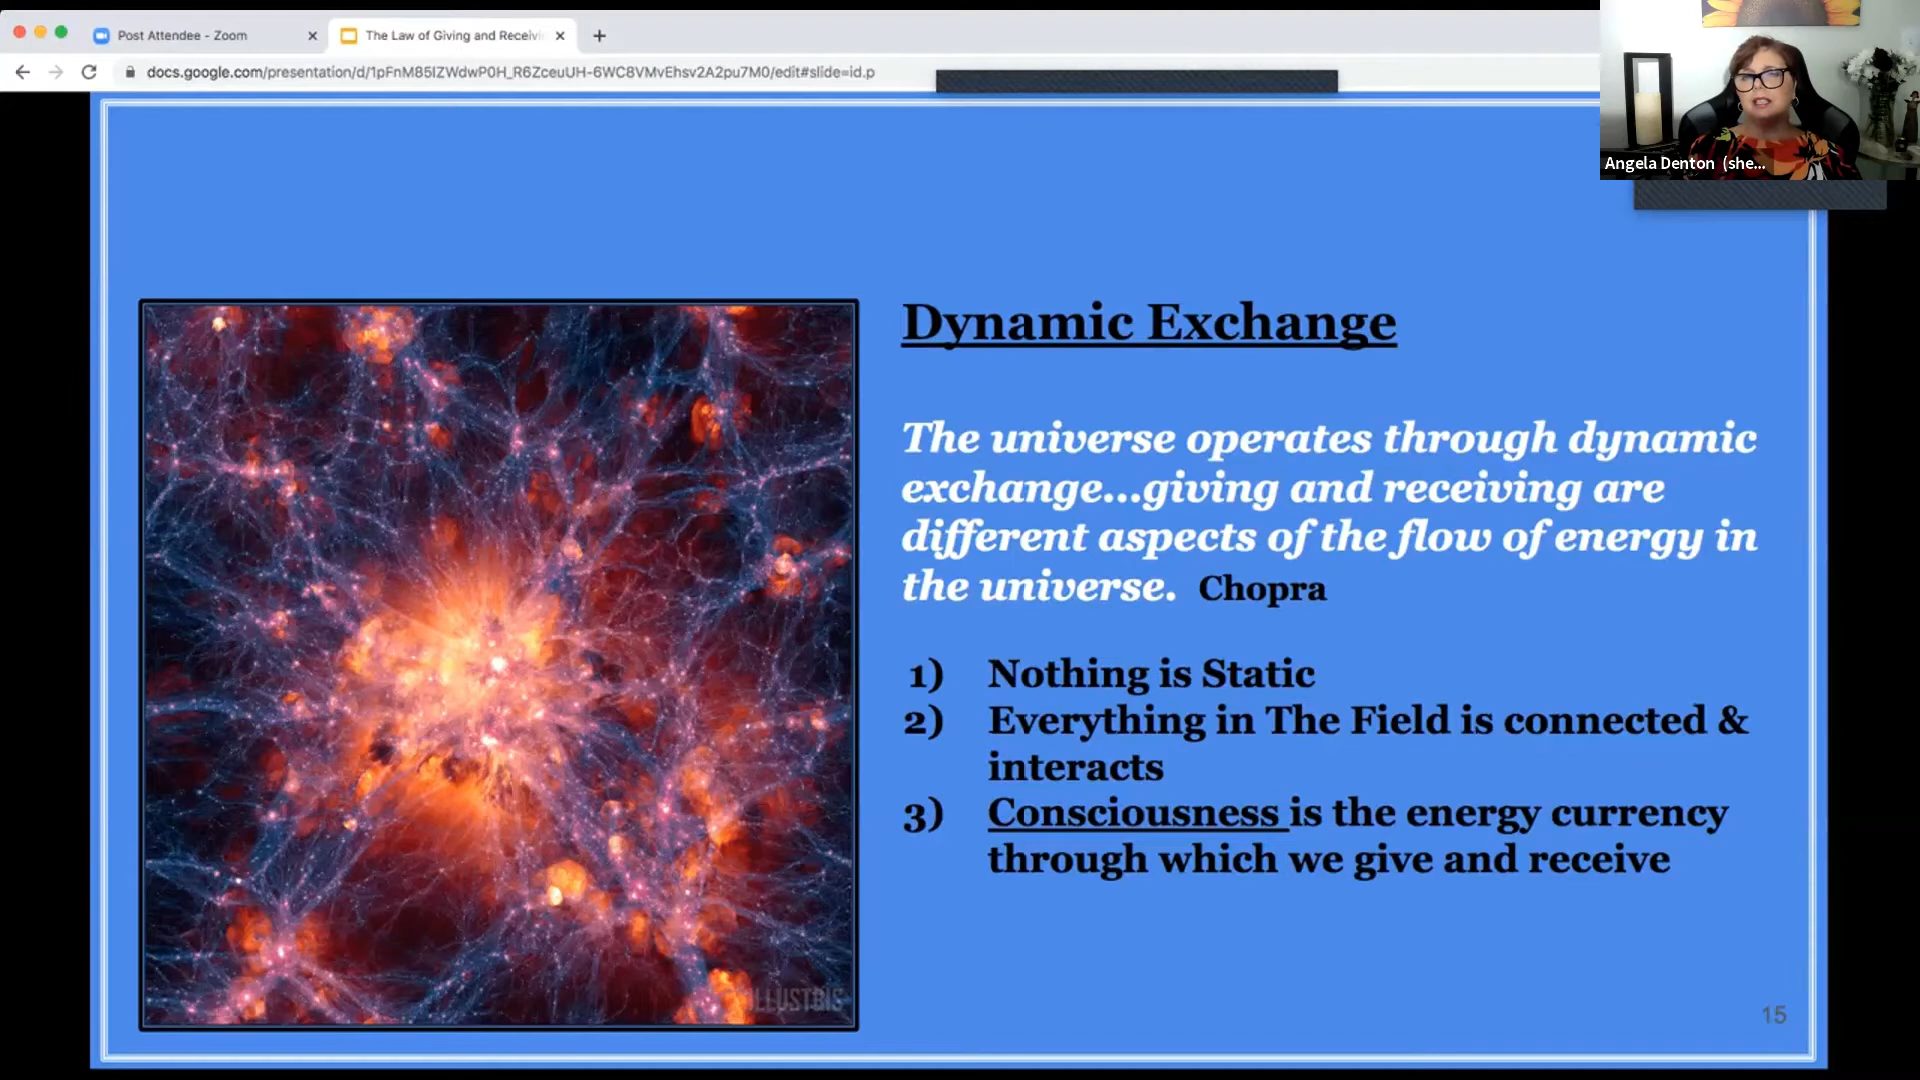 Post Attendee - Zoom
The Law of Giving and Receivi
docs.google.com/presentation/d/1pFnM85IZWdwP0H_R6ZceuUH-6WC8VMvEhsv2A2pu7M0/edit#slide=id.p
Angela Denton (she...
Dynamic Exchange
The universe operates through dynamic
exchange...giving and receiving are
different aspects of the flow of energy in
the universe. Chopra
1) Nothing is Static
2) Everything in The Field is connected &
interacts
3) Consciousness is the energy currency
through which we give and receive
ILLUSTRIS
15